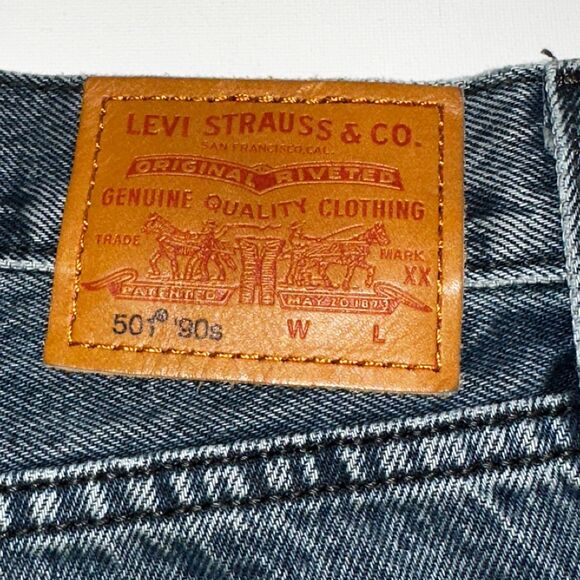 LEVI STRAUSS & CO.
SAN FRANCISCO, CAL.
ORIGINAL RIVETED
GENUINE QUALITY CLOTHING
TRADE MARK
XX
PATENTED MAY 20 1873
501® '90s W L